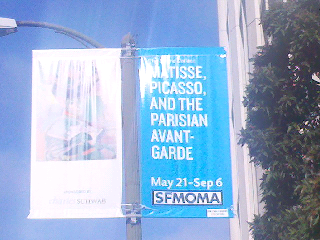 MATISSE,
PICASSO,
AND THE
PARISIAN
AVANT-
GARDE
May 21-Sep 6
SFMOMA